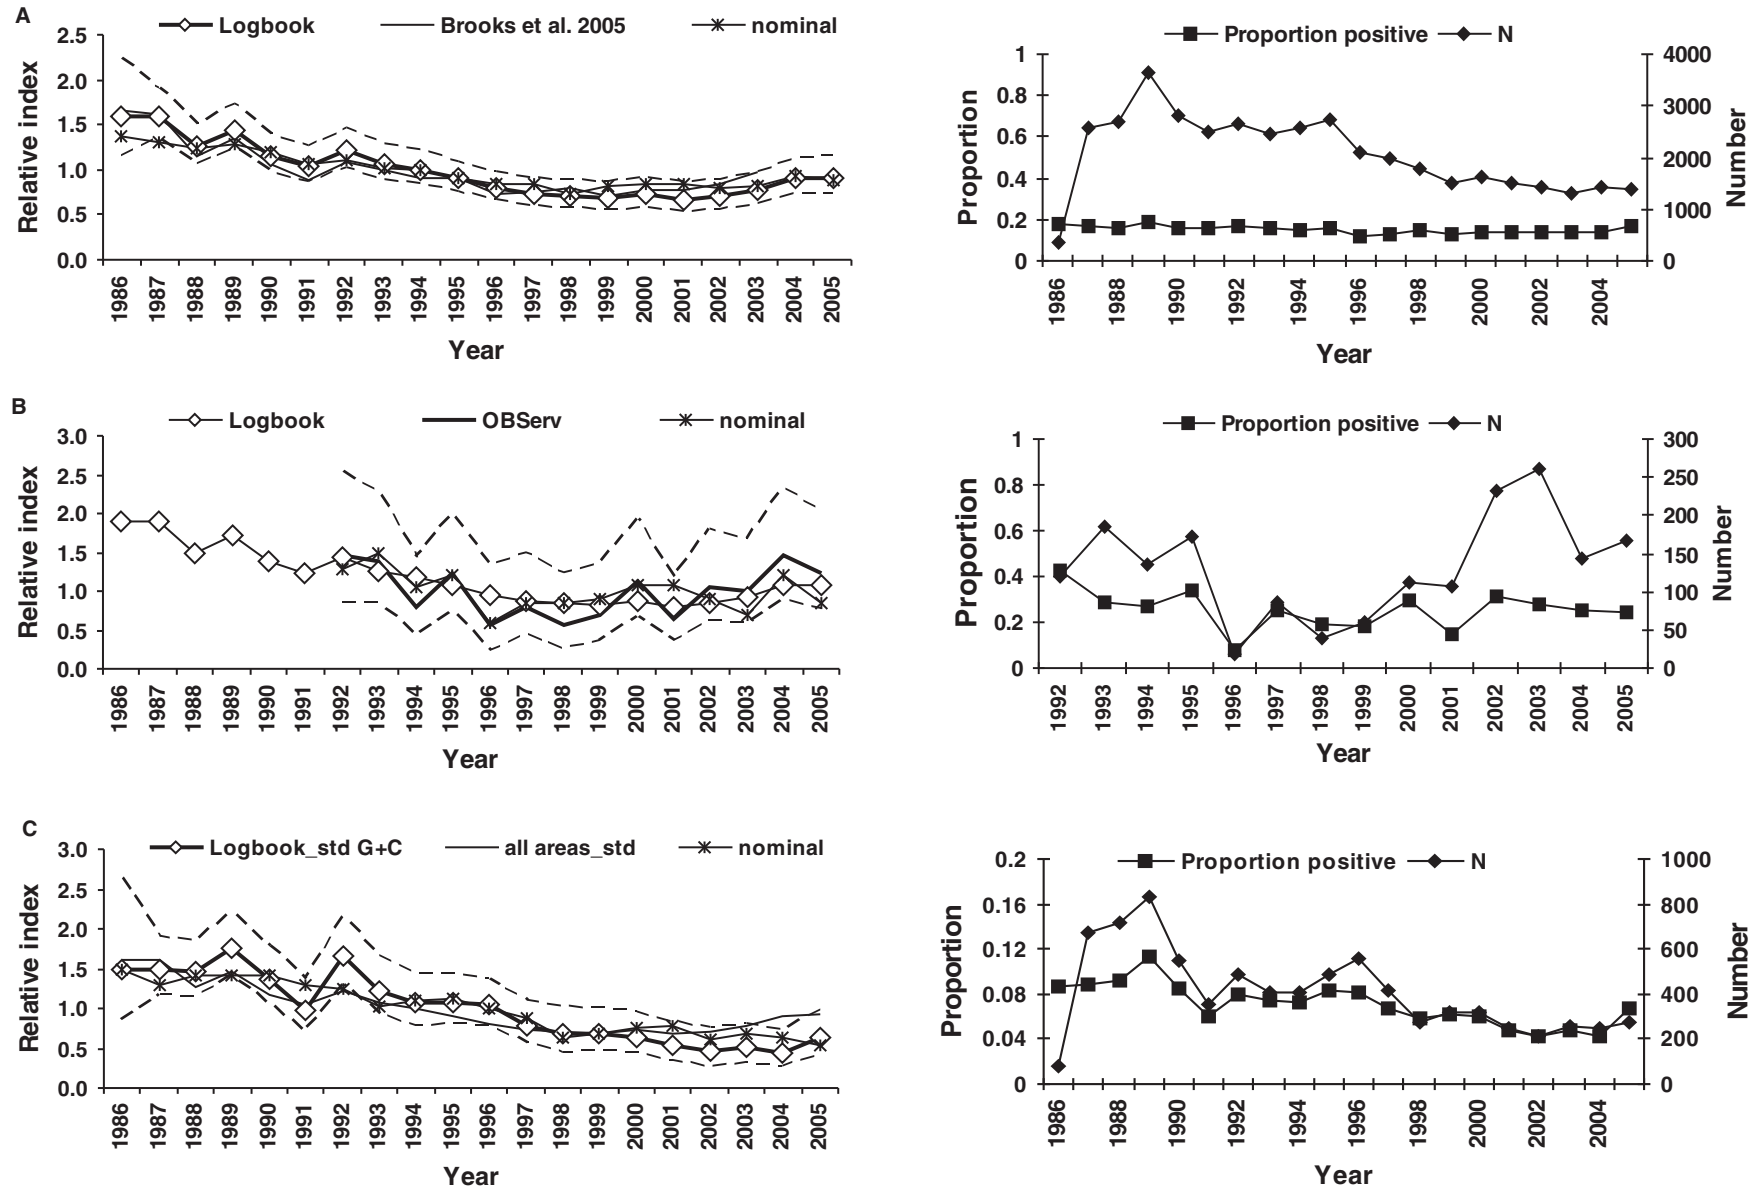 A
Logbook
Brooks et al. 2005
nominal
Relative index
2.5
2.0
1.5
1.0
0.5
0.0
1986 1987 1988 1989 1990 1991 1992 1993 1994 1995 1996 1997 1998 1999 2000 2001 2002 2003 2004 2005
Year
Proportion positive
N
Proportion
1
0.8
0.6
0.4
0.2
0
4000
3000
2000
1000
0
Number
1986 1988 1990 1992 1994 1996 1998 2000 2002 2004
Year
B
Logbook
OBServ
nominal
Relative index
3.0
2.5
2.0
1.5
1.0
0.5
0.0
1986 1987 1988 1989 1990 1991 1992 1993 1994 1995 1996 1997 1998 1999 2000 2001 2002 2003 2004 2005
Year
Proportion positive
N
Proportion
1
0.8
0.6
0.4
0.2
0
300
250
200
150
100
50
0
Number
1992 1993 1994 1995 1996 1997 1998 1999 2000 2001 2002 2003 2004 2005
Year
C
Logbook_std G+C
all areas_std
nominal
Relative index
3.0
2.5
2.0
1.5
1.0
0.5
0.0
1986 1987 1988 1989 1990 1991 1992 1993 1994 1995 1996 1997 1998 1999 2000 2001 2002 2003 2004 2005
Year
Proportion positive
N
Proportion
0.2
0.16
0.12
0.08
0.04
0
1000
800
600
400
200
0
Number
1986 1988 1990 1992 1994 1996 1998 2000 2002 2004
Year